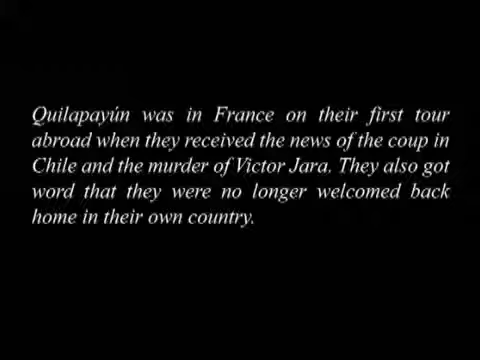 Quilapayún was in France on their first tour
abroad when they received the news of the coup in
Chile and the murder of Victor Jara. They also got
word that they were no longer welcomed back
home in their own country.